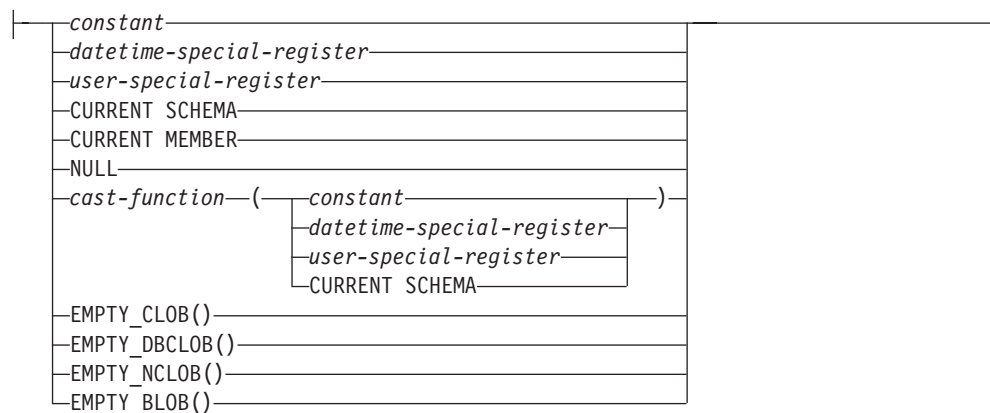 constant
datetime-special-register
user-special-register
CURRENT SCHEMA
CURRENT MEMBER
NULL
cast-function ( constant )
datetime-special-register
user-special-register
CURRENT SCHEMA
EMPTY_CLOB()
EMPTY_DBCLOB()
EMPTY_NCLOB()
EMPTY_BLOB()